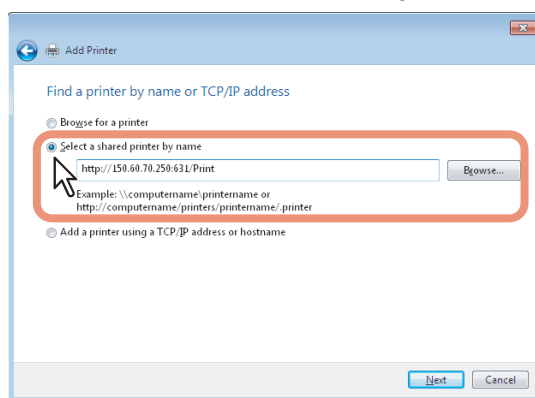 Add Printer
Find a printer by name or TCP/IP address
Browse for a printer
Select a shared printer by name
http://150.60.70.250:631/Print
Browse...
Example: \\computername\printername or
http://computername/printers/printername/.printer
Add a printer using a TCP/IP address or hostname
Next Cancel